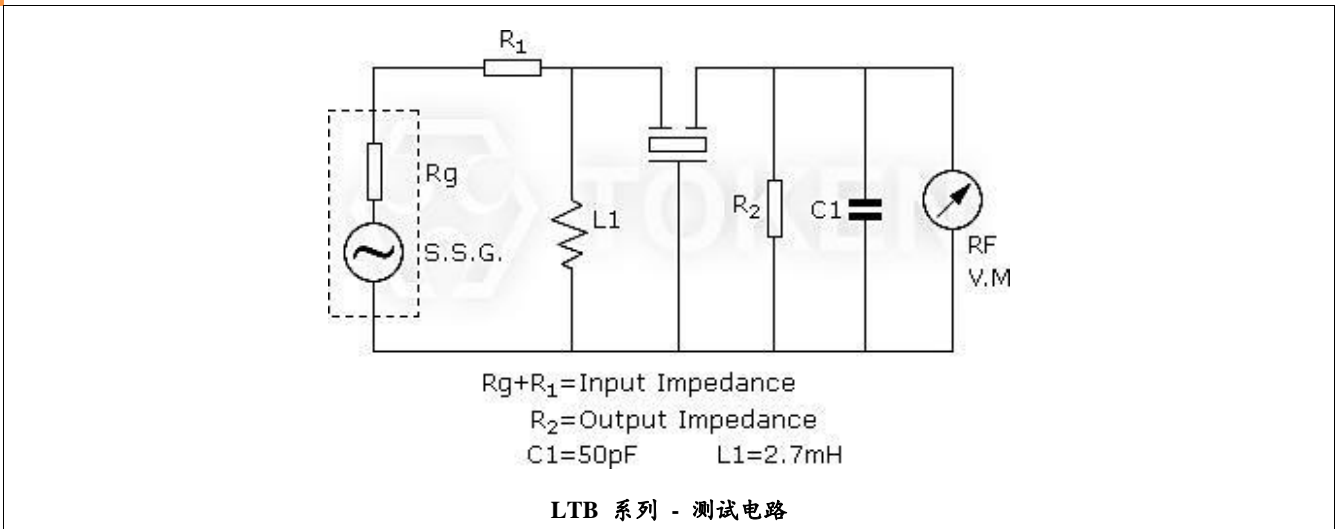 R1
Rg
S.S.G.
L1
R2
C1
RF
V.M
TOKEN
Rg+R1=Input Impedance
R2=Output Impedance
C1=50pF L1=2.7mH
LTB 系列 - 测试电路